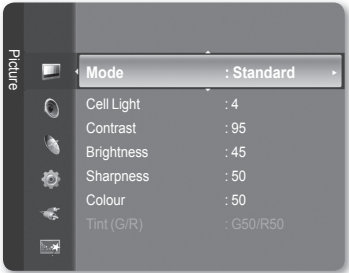 Picture
Mode : Standard
Cell Light : 4
Contrast : 95
Brightness : 45
Sharpness : 50
Colour : 50
Tint (G/R) : G50/R50